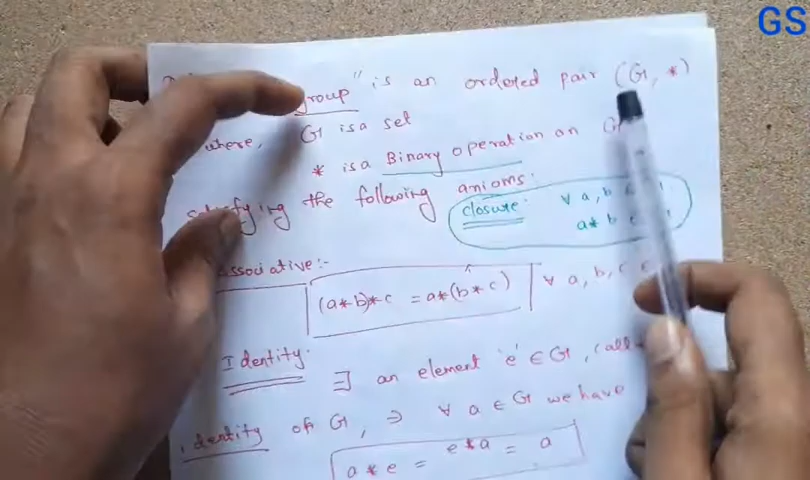 GS
group" is an ordered pair (G, *)
where, G is a set
* is a Binary operation on G
satisfying the following anioms:
closure: ∀ a, b
a * b
Associative:-
(a*b)*c = a*(b*c) ∀ a, b, c
Identity:
∃ an element 'e' ∈ G, call
identity of G, ⇒ ∀ a ∈ G we have
a * e = e * a = a